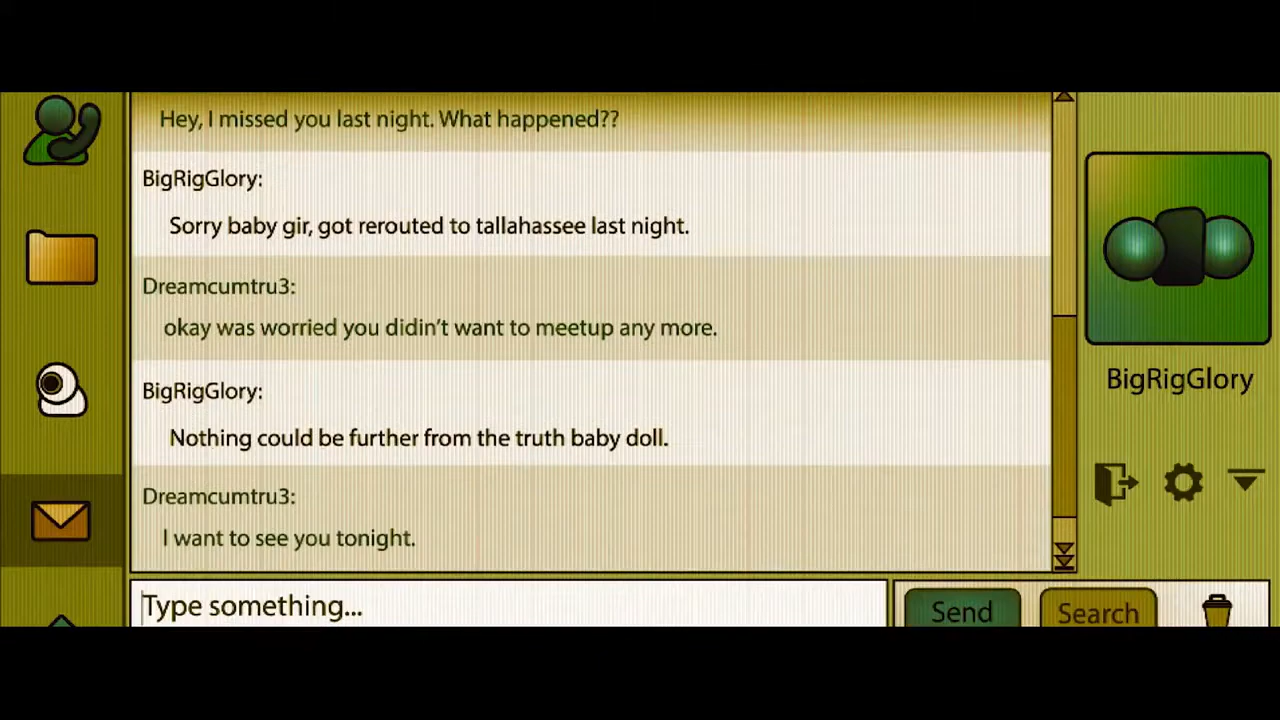 Hey, I missed you last night. What happened??
BigRigGlory:
Sorry baby gir, got rerouted to tallahassee last night.
Dreamcumtru3:
okay was worried you didin't want to meetup any more.
BigRigGlory:
Nothing could be further from the truth baby doll.
Dreamcumtru3:
I want to see you tonight.
Type something...
Send
Search
BigRigGlory